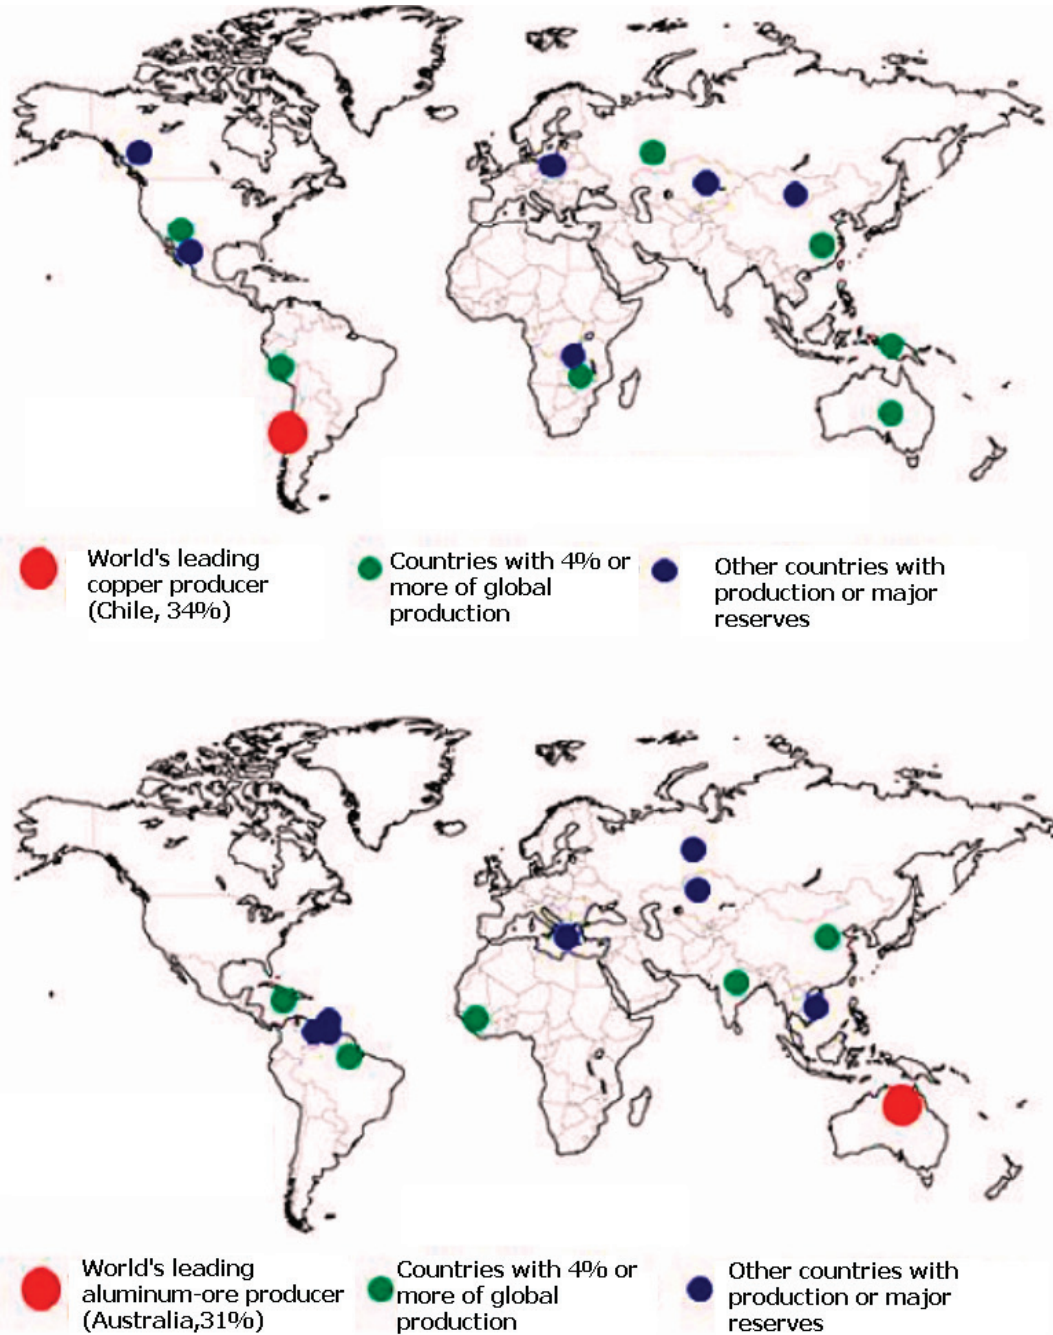 World's leading
copper producer
(Chile, 34%)
Countries with 4% or
more of global
production
Other countries with
production or major
reserves
World's leading
aluminum-ore producer
(Australia,31%)
Countries with 4% or
more of global
production
Other countries with
production or major
reserves